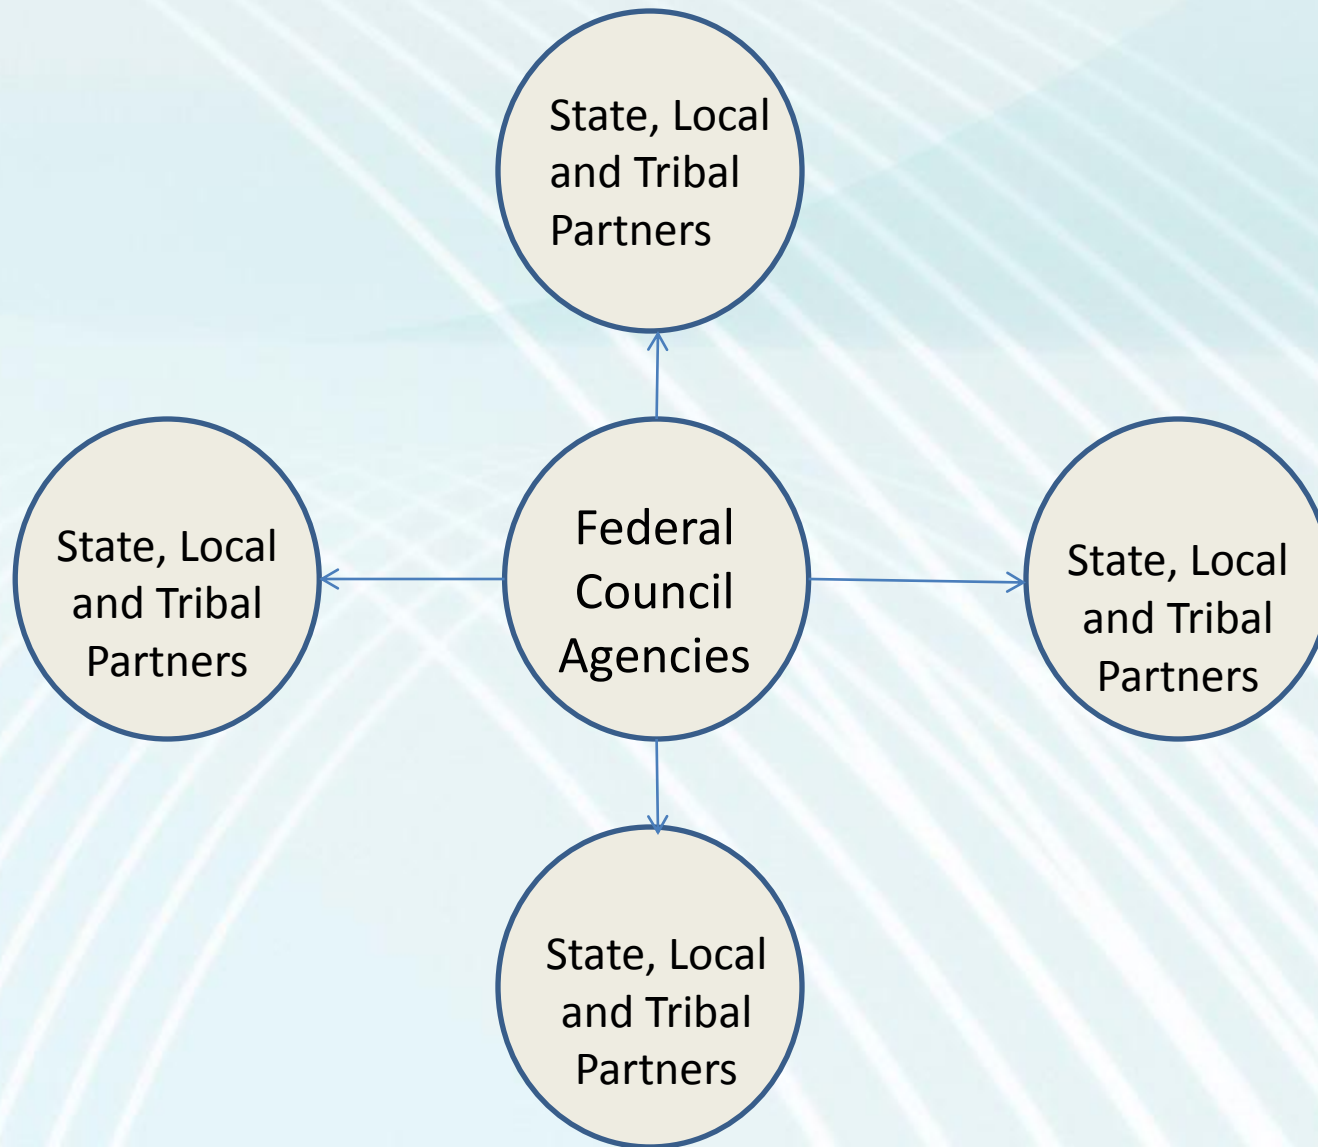 State, Local
and Tribal
Partners
State, Local
and Tribal
Partners
Federal
Council
Agencies
State, Local
and Tribal
Partners
State, Local
and Tribal
Partners